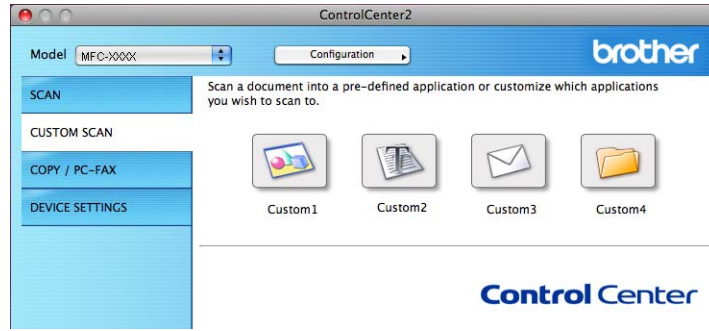 ControlCenter2
Model MFC-XXXX Configuration brother
SCAN
CUSTOM SCAN
COPY / PC-FAX
DEVICE SETTINGS
Scan a document into a pre-defined application or customize which applications
you wish to scan to.
Custom1 Custom2 Custom3 Custom4
Control Center